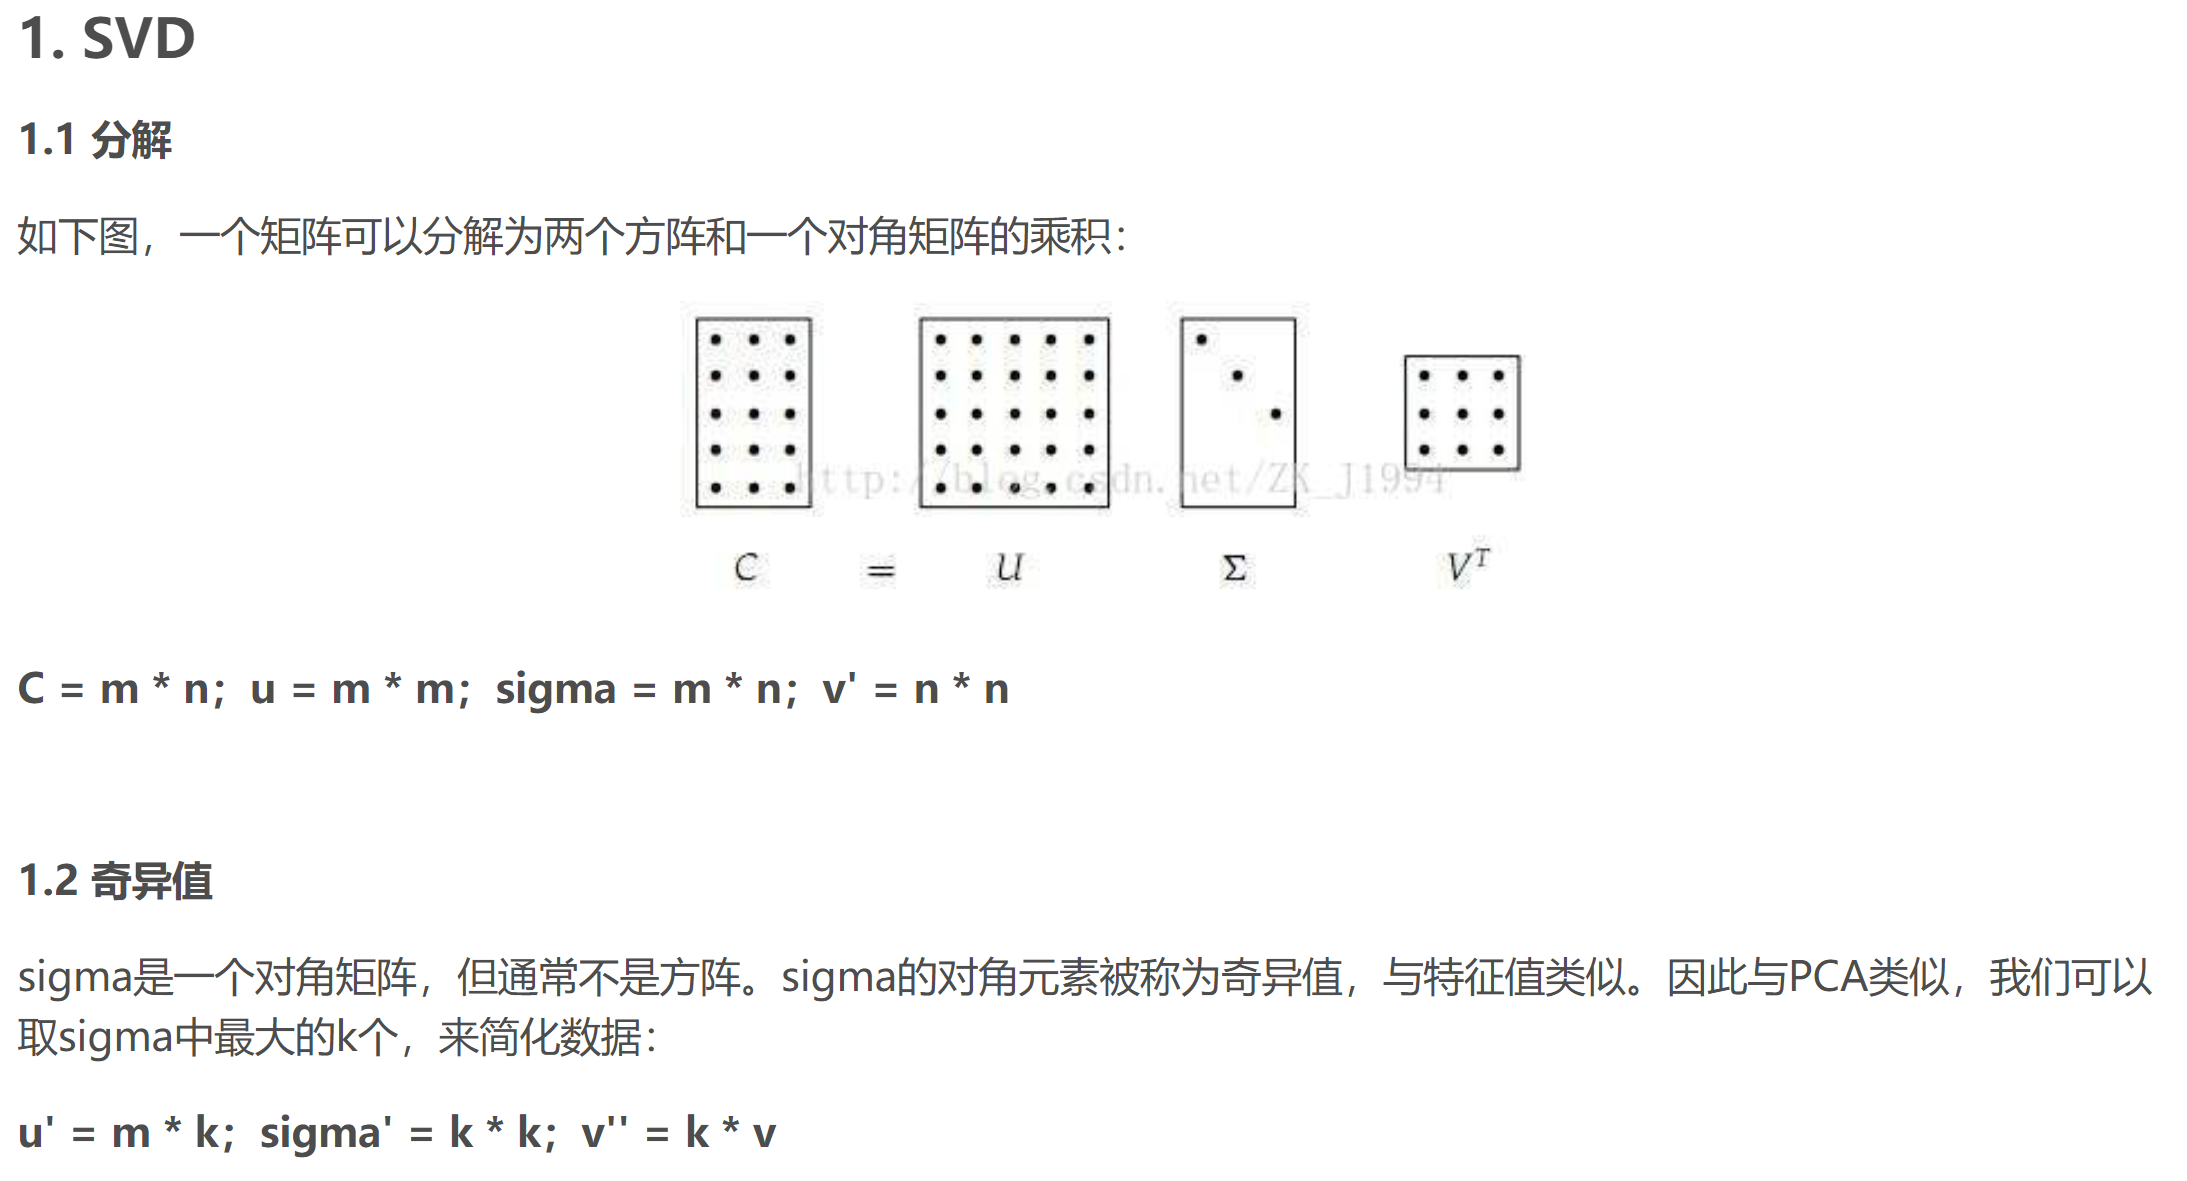 1. SVD
1.1 分解
如下图，一个矩阵可以分解为两个方阵和一个对角矩阵的乘积：
http://blog.csdn.net/ZK_J1994
C = U Σ V^T
C = m * n；u = m * m；sigma = m * n；v' = n * n
1.2 奇异值
sigma是一个对角矩阵，但通常不是方阵。sigma的对角元素被称为奇异值，与特征值类似。因此与PCA类似，我们可以
取sigma中最大的k个，来简化数据：
u' = m * k；sigma' = k * k；v'' = k * v